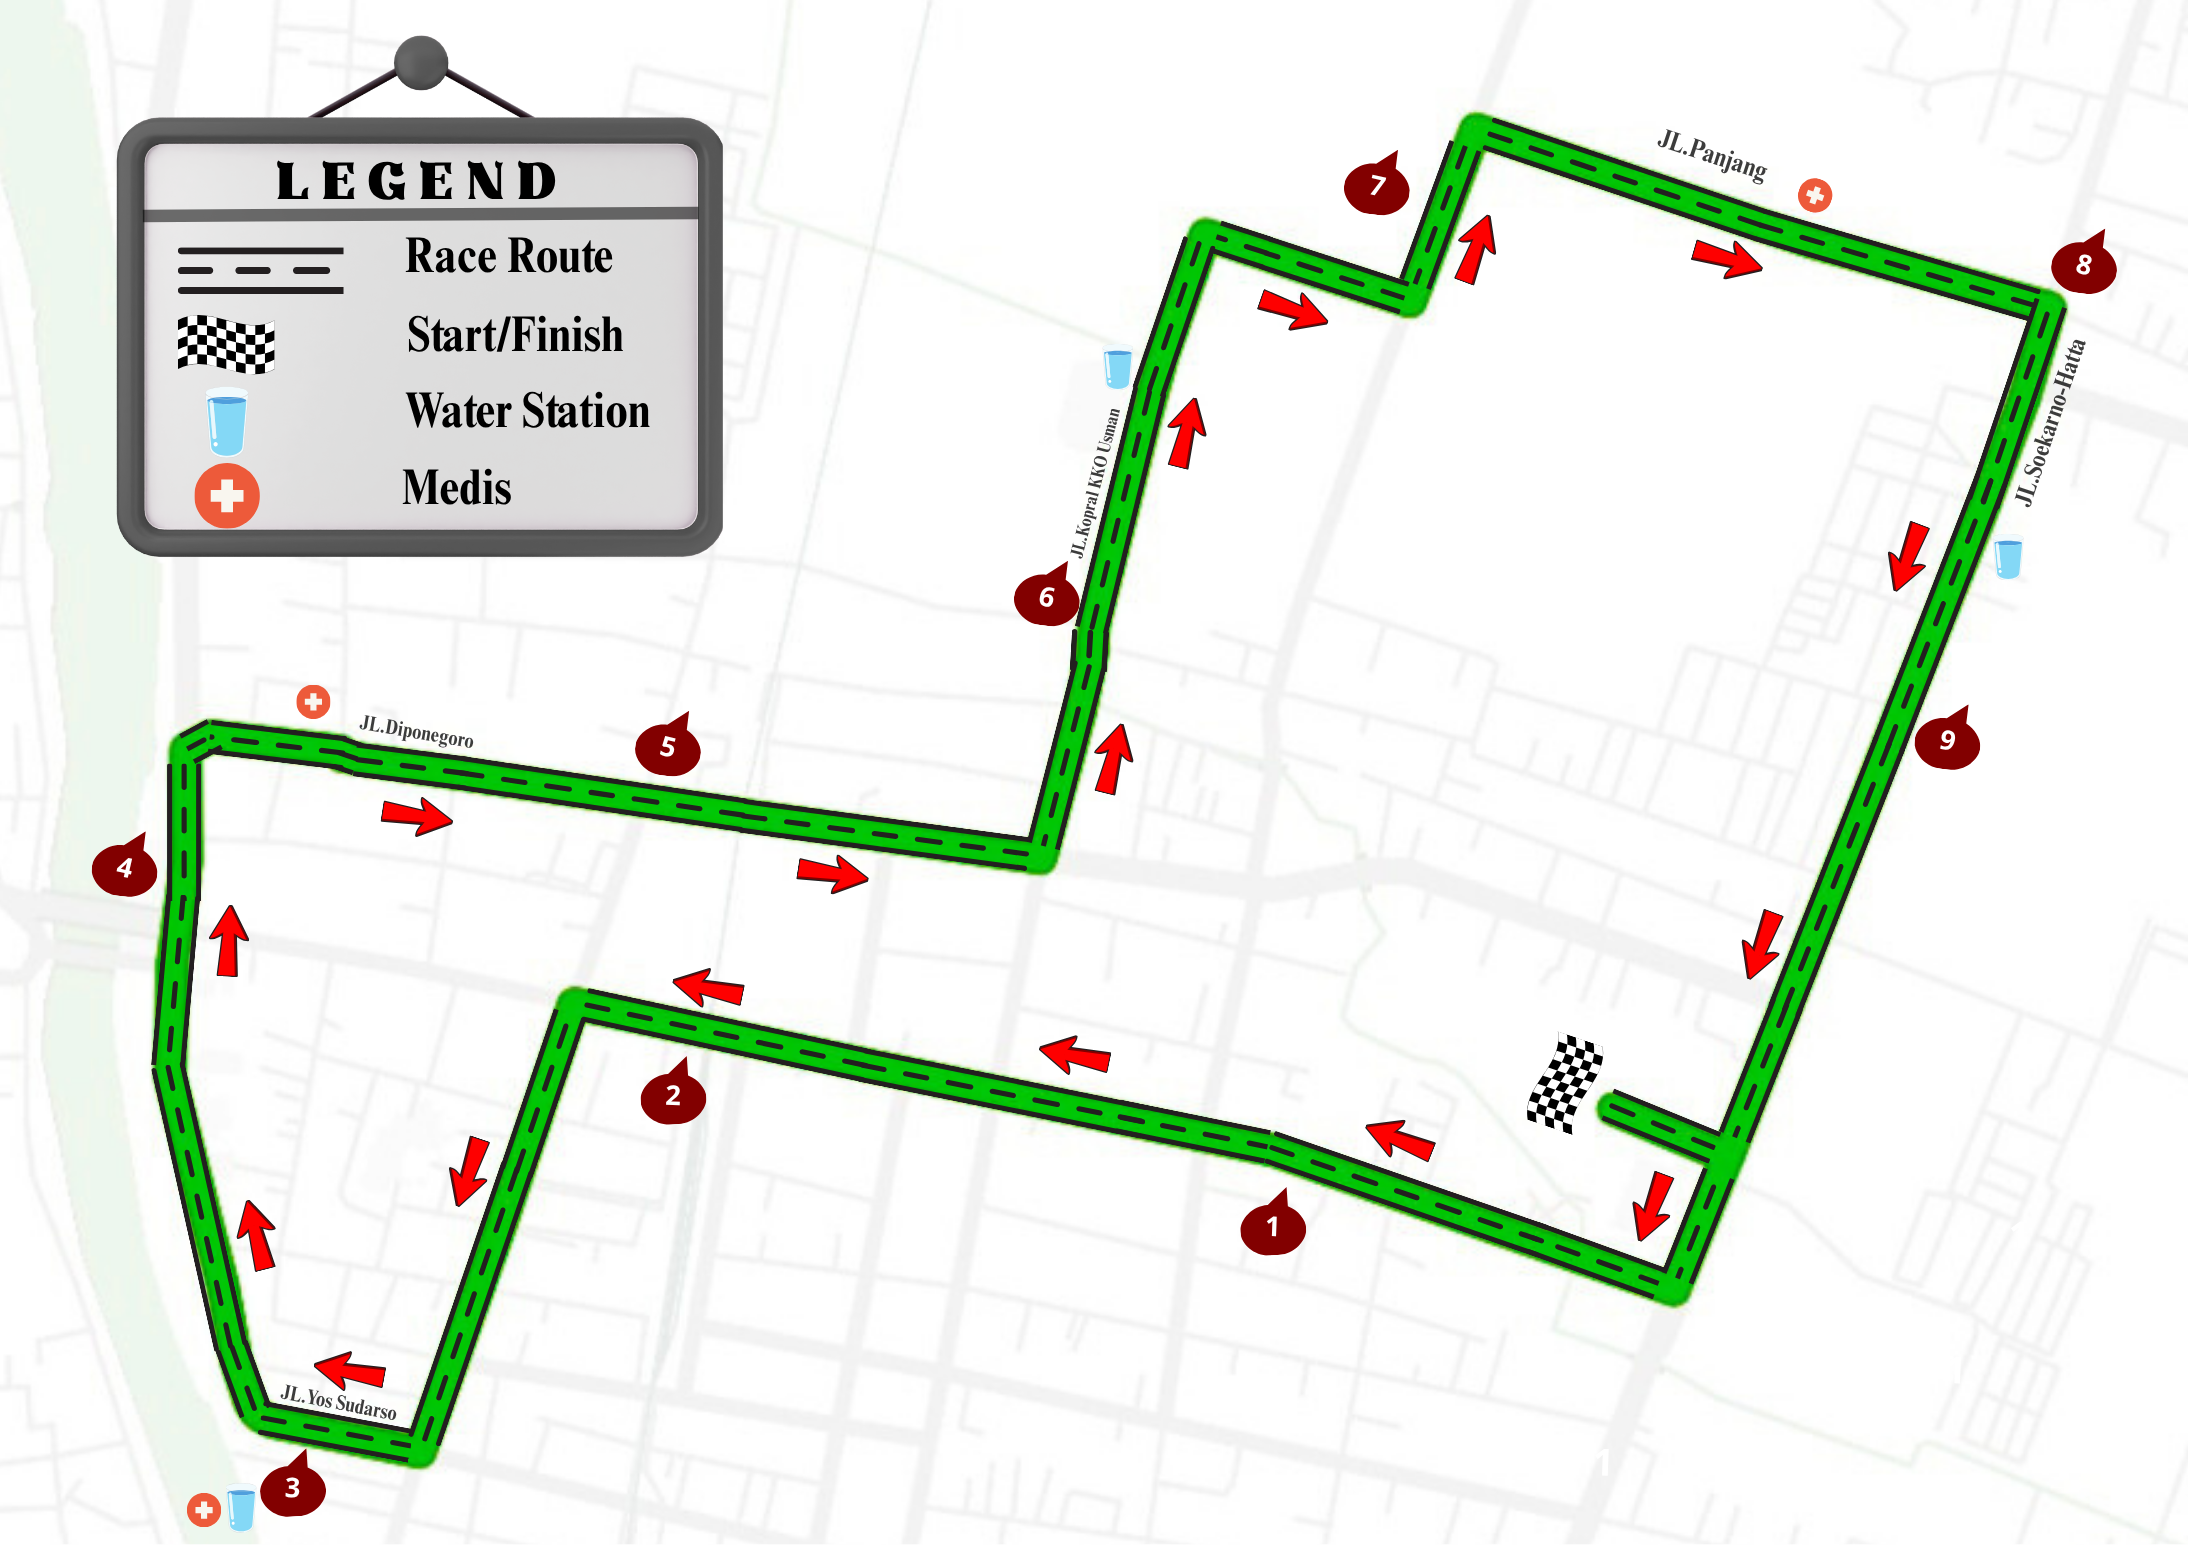 LEGEND
Race Route
Start/Finish
Water Station
Medis
JL.Panjang
7
8
JL.Soekarno-Hatta
JL.Kopral KKO Usman
6
JL.Diponegoro
5
9
4
2
1
JL.Yos Sudarso
3
1